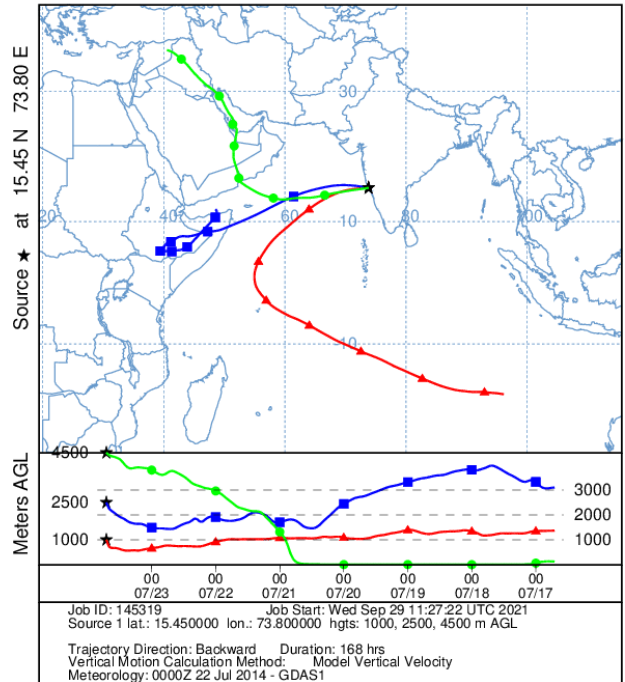 Source ★ at 15.45 N 73.80 E
30
20
40
60
80
100
10
-10
Meters AGL
4500
2500
1000
3000
2000
1000
00 00 00 00 00 00 00
07/23 07/22 07/21 07/20 07/19 07/18 07/17
Job ID: 145319 Job Start: Wed Sep 29 11:27:22 UTC 2021
Source 1 lat.: 15.450000 lon.: 73.800000 hgts: 1000, 2500, 4500 m AGL
Trajectory Direction: Backward Duration: 168 hrs
Vertical Motion Calculation Method: Model Vertical Velocity
Meteorology: 0000Z 22 Jul 2014 - GDAS1